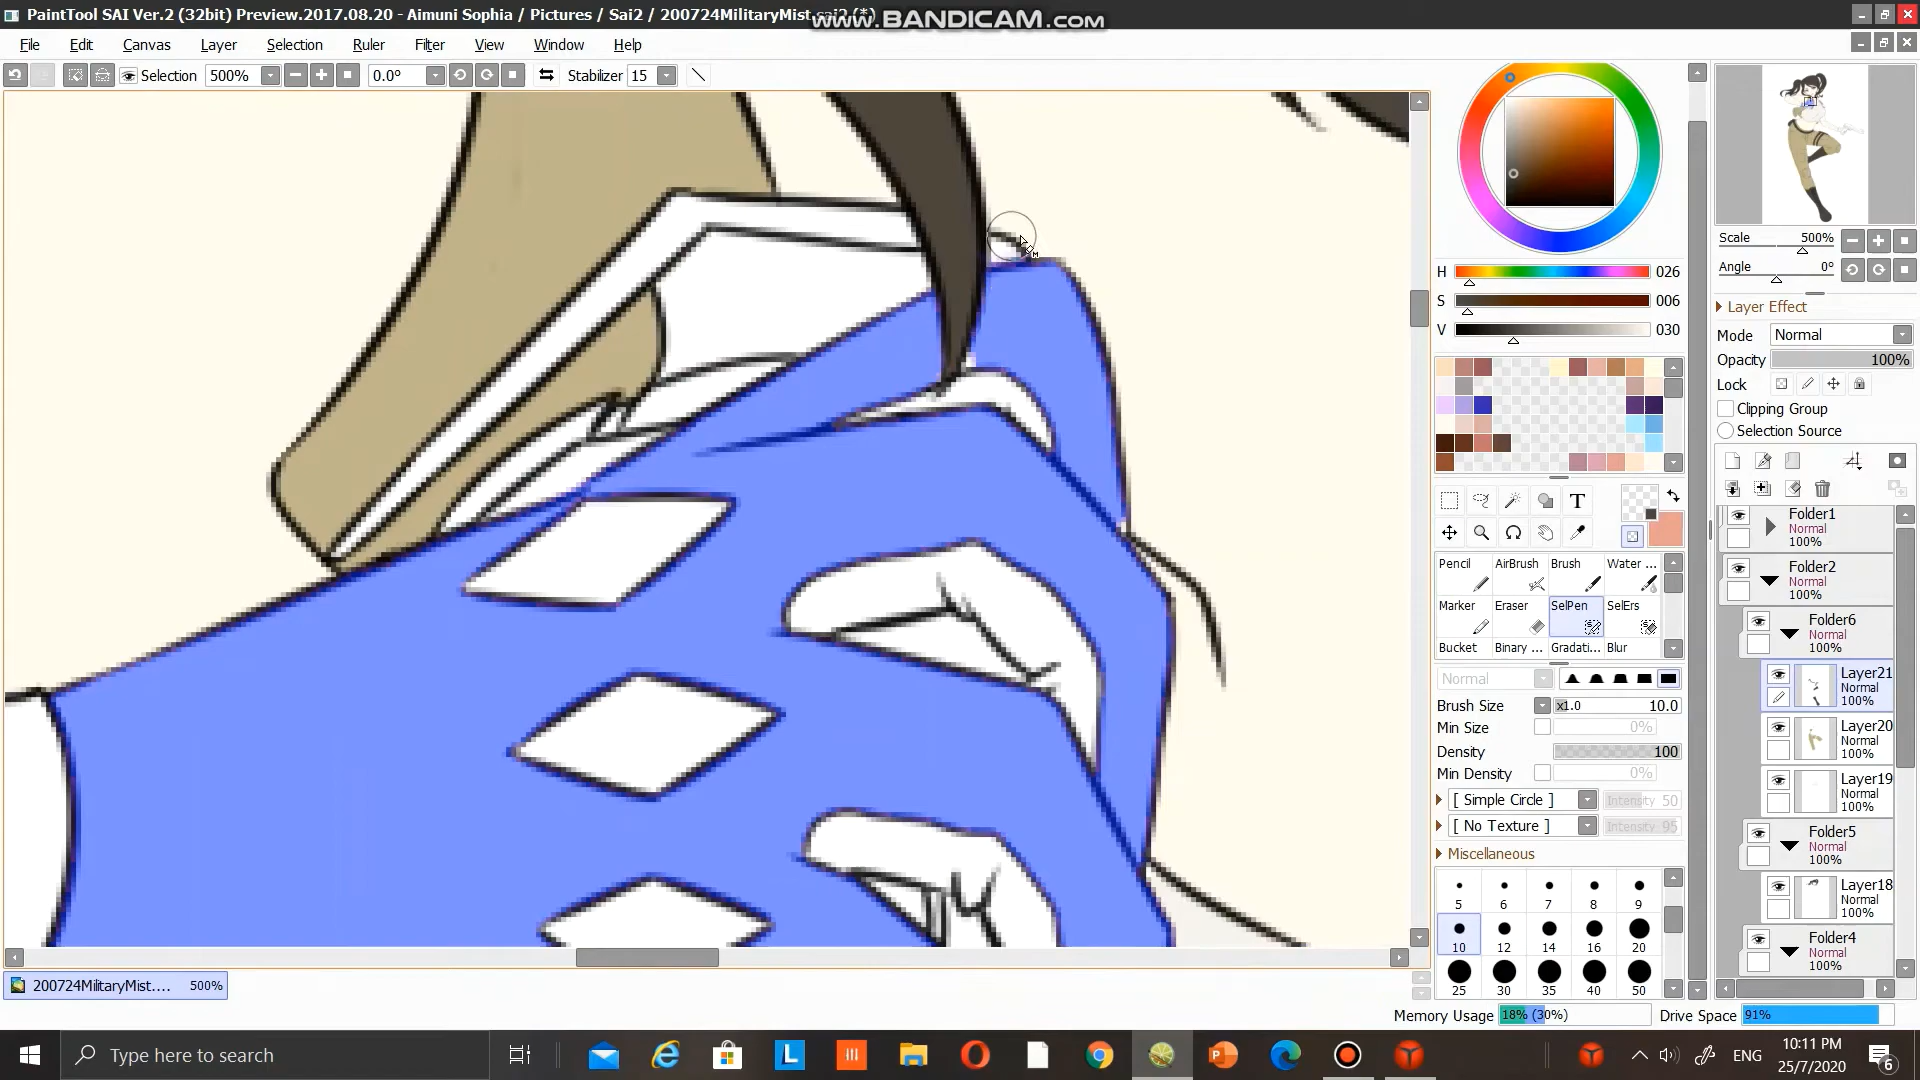 PaintTool SAI Ver.2 (32bit) Preview.2017.08.20 - Aimuni Sophia / Pictures / Sai2 / 200724MilitaryMist.sai2 (*)
www.BANDICAM.com
File Edit Canvas Layer Selection Ruler Filter View Window Help
Selection 500% 0.0° Stabilizer 15
H 026
S 006
V 030
T
Pencil AirBrush Brush Water ...
Marker Eraser SelPen SelErs
Bucket Binary ... Gradati... Blur
Normal
Brush Size x1.0 10.0
Min Size 0%
Density 100
Min Density 0%
[ Simple Circle ] Intensity 50
[ No Texture ] Intensity 95
Miscellaneous
5 6 7 8 9
10 12 14 16 20
25 30 35 40 50
Scale 500%
Angle 0°
Layer Effect
Mode Normal
Opacity 100%
Lock
Clipping Group
Selection Source
Folder1
Normal
100%
Folder2
Normal
100%
Folder6
Normal
100%
Layer21
Normal
100%
Layer20
Normal
100%
Layer19
Normal
100%
Folder5
Normal
100%
Layer18
Normal
100%
Folder4
Normal
100%
200724MilitaryMist.... 500%
Memory Usage 18% (30%) Drive Space 91%
Type here to search
L
ENG
10:11 PM
25/7/2020
6